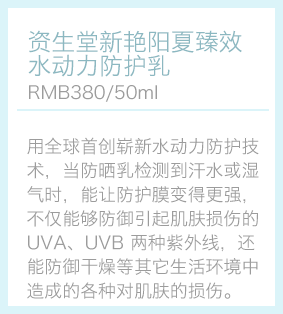 资生堂新艳阳夏臻效
水动力防护乳
RMB380/50ml
用全球首创崭新水动力防护技
术，当防晒乳检测到汗水或湿
气时，能让防护膜变得更强，
不仅能够防御引起肌肤损伤的
UVA、UVB 两种紫外线，还
能防御干燥等其它生活环境中
造成的各种对肌肤的损伤。